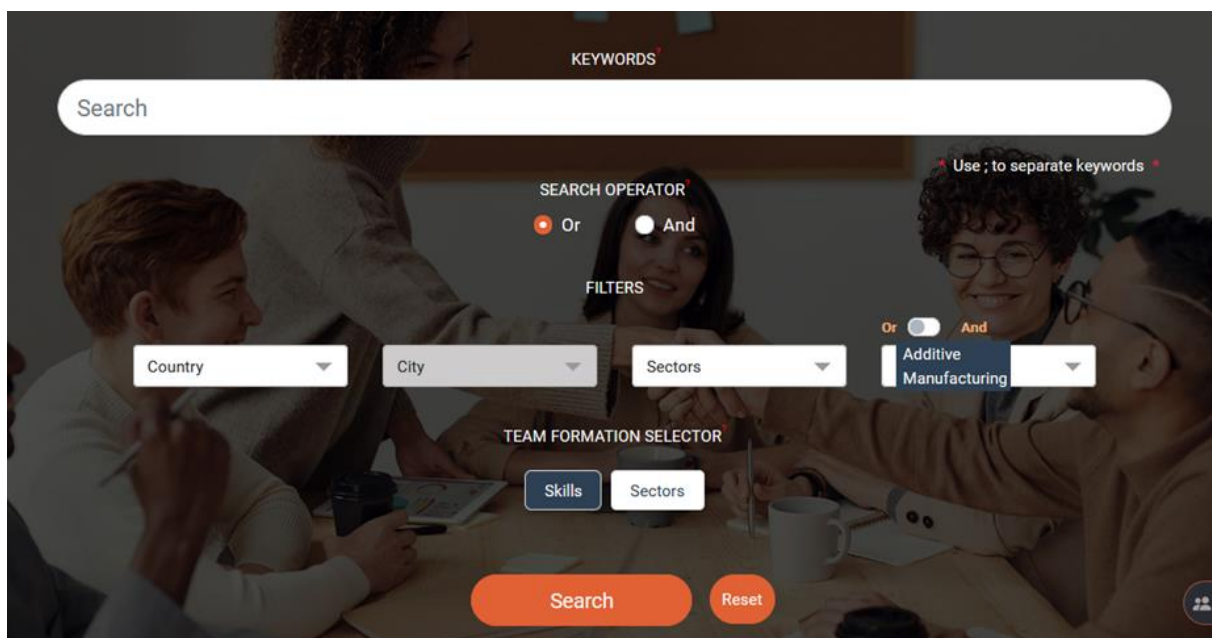 KEYWORDS?
Search
* Use ; to separate keywords *
SEARCH OPERATOR?
Or And
FILTERS
Or And
Country City Sectors Additive
Manufacturing
TEAM FORMATION SELECTOR?
Skills Sectors
Search Reset